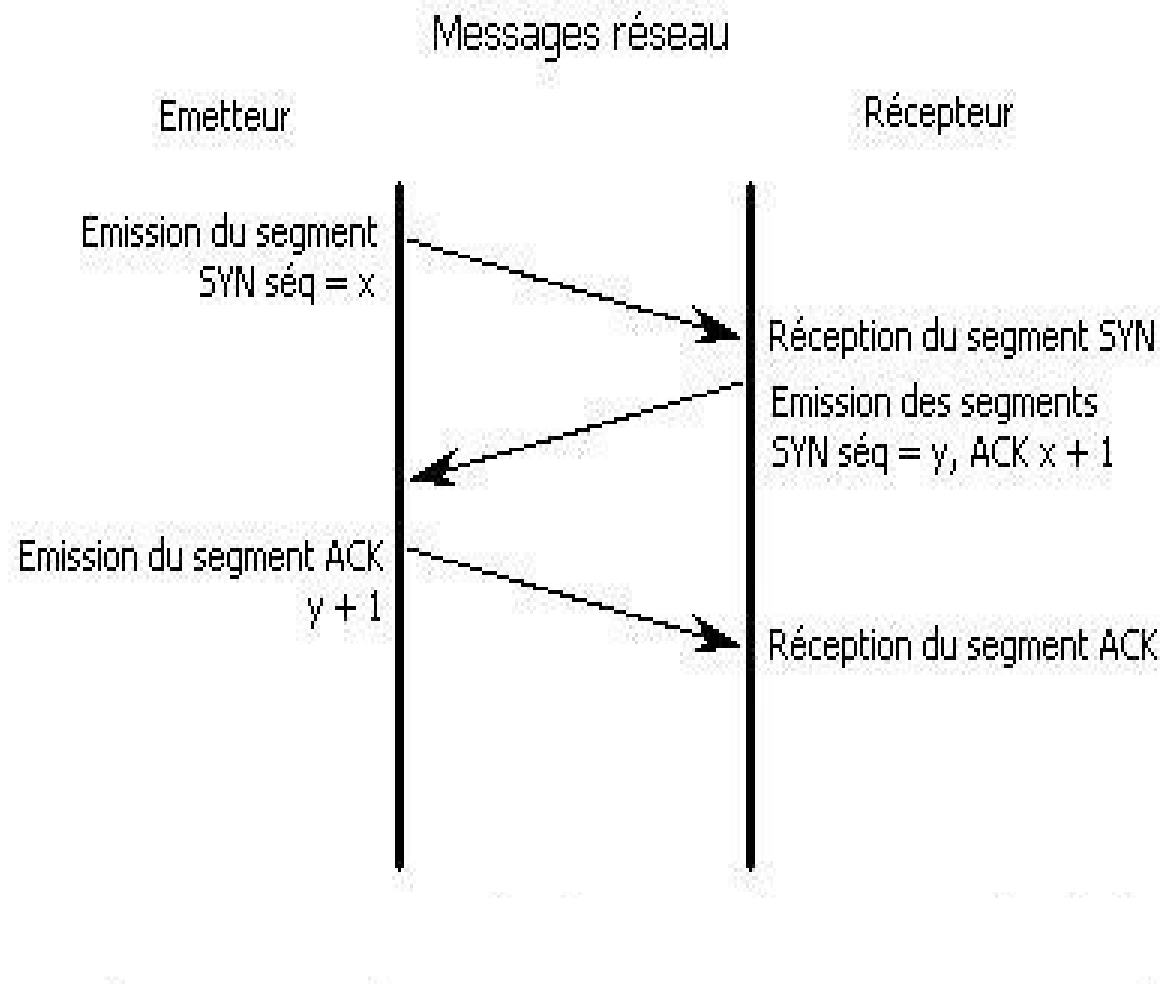 Messages réseau
Emetteur
Récepteur
Emission du segment
SYN séq = x
Réception du segment SYN
Emission des segments
SYN séq = y, ACK x + 1
Emission du segment ACK
y + 1
Réception du segment ACK